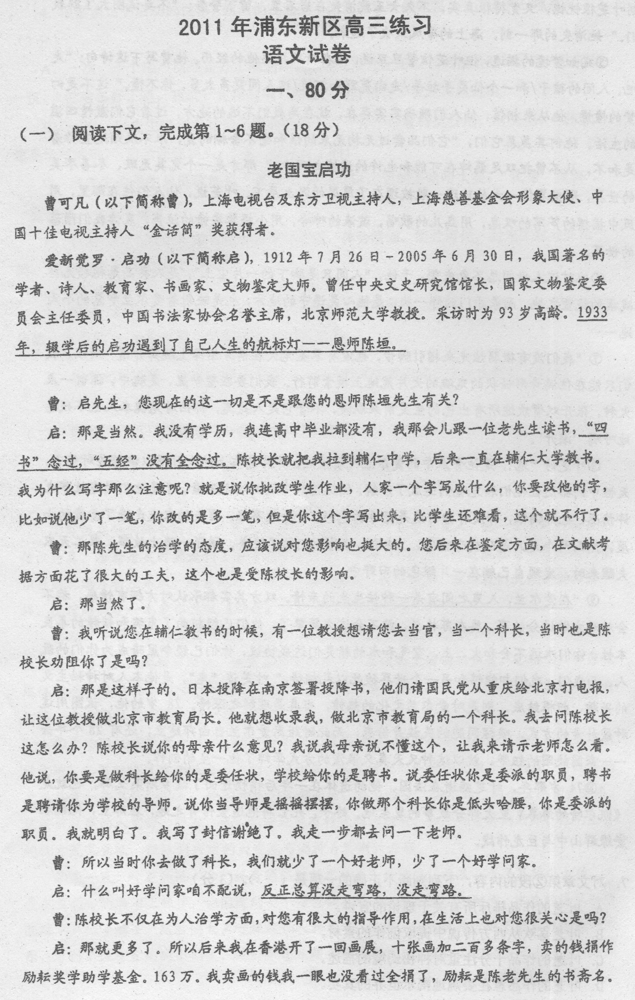 2011 年浦东新区高三练习
语文试卷
一、80 分
（一） 阅读下文，完成第 1~6 题。（18 分）
老国宝启功
曹可凡（以下简称曹），上海电视台及东方卫视主持人，上海慈善基金会形象大使、中
国十佳电视主持人“金话筒”奖获得者。
爱新觉罗·启功（以下简称启），1912 年 7 月 26 日－2005 年 6 月 30 日，我国著名的
学者、诗人、教育家、书画家、文物鉴定大师。曾任中央文史研究馆馆长，国家文物鉴定委
员会主任委员，中国书法家协会名誉主席，北京师范大学教授。采访时为 93 岁高龄。1933
年，辍学后的启功遇到了自己人生的航标灯——恩师陈垣。
曹：启先生，您现在的这一切是不是跟您的恩师陈垣先生有关？
启：那是当然。我没有学历，我连高中毕业都没有，我那会儿跟一位老先生读书，“四
书”念过，“五经”没有全念过。陈校长就把我拉到辅仁中学，后来一直在辅仁大学教书。
我为什么写字那么注意呢？就是说你批改学生作业，人家一个字写成什么，你要改他的字，
比如说他少了一笔，你改的是多一笔，但是你这个字写出来，比学生还难看，这个就不行了。
曹：那陈先生的治学的态度，应该说对您影响也挺大的。您后来在鉴定方面，在文献考
据方面花了很大的工夫，这个也是受陈校长的影响。
启：那当然了。
曹：我听说您在辅仁教书的时候，有一位教授想请您去当官，当一个科长，当时也是陈
校长劝阻你了是吗？
启：那是这样子的。日本投降在南京签署投降书，他们请国民党从重庆给北京打电报，
让这位教授做北京市教育局长。他就想收录我，做北京市教育局的一个科长。我去问陈校长
这怎么办？陈校长说你的母亲什么意见？我说我母亲说不懂这个，让我来请示老师怎么看。
他说，你要是做科长给你的是委任状，学校给你的是聘书。说委任状你是委派的职员，聘书
是聘请你为学校的导师。说你当导师是摇摇摆摆，你做那个科长你是低头哈腰，你是委派的
职员。我就明白了。我写了封信谢绝了。我走一步都去问一下老师。
曹：所以当时你去做了科长，我们就少了一个好老师，少了一个好学问家。
启：什么叫好学问家咱不配说，反正总算没走弯路，没走弯路。
曹：陈校长不仅在为人治学方面，对您有很大的指导作用，在生活上也对您很关心是吗？
启：那就更多了。所以后来我在香港开了一回画展，十张画加二百多条字，卖的钱捐作
励耘奖学助学基金。163 万。我卖画的钱我一眼也没看过全捐了，励耘是陈老先生的书斋名。